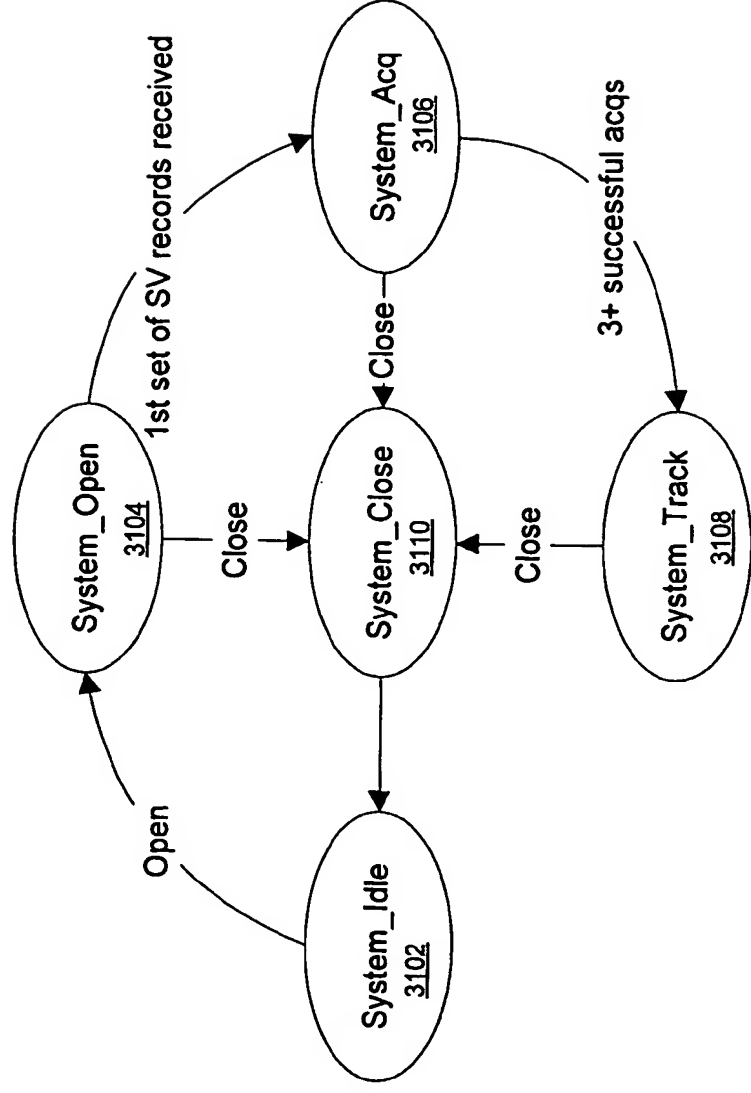 System_Open
3104
1st set of SV records received
Open
Close
System_Idle
3102
System_Close
3110
Close
System_Acq
3106
Close
3+ successful acqs
System_Track
3108